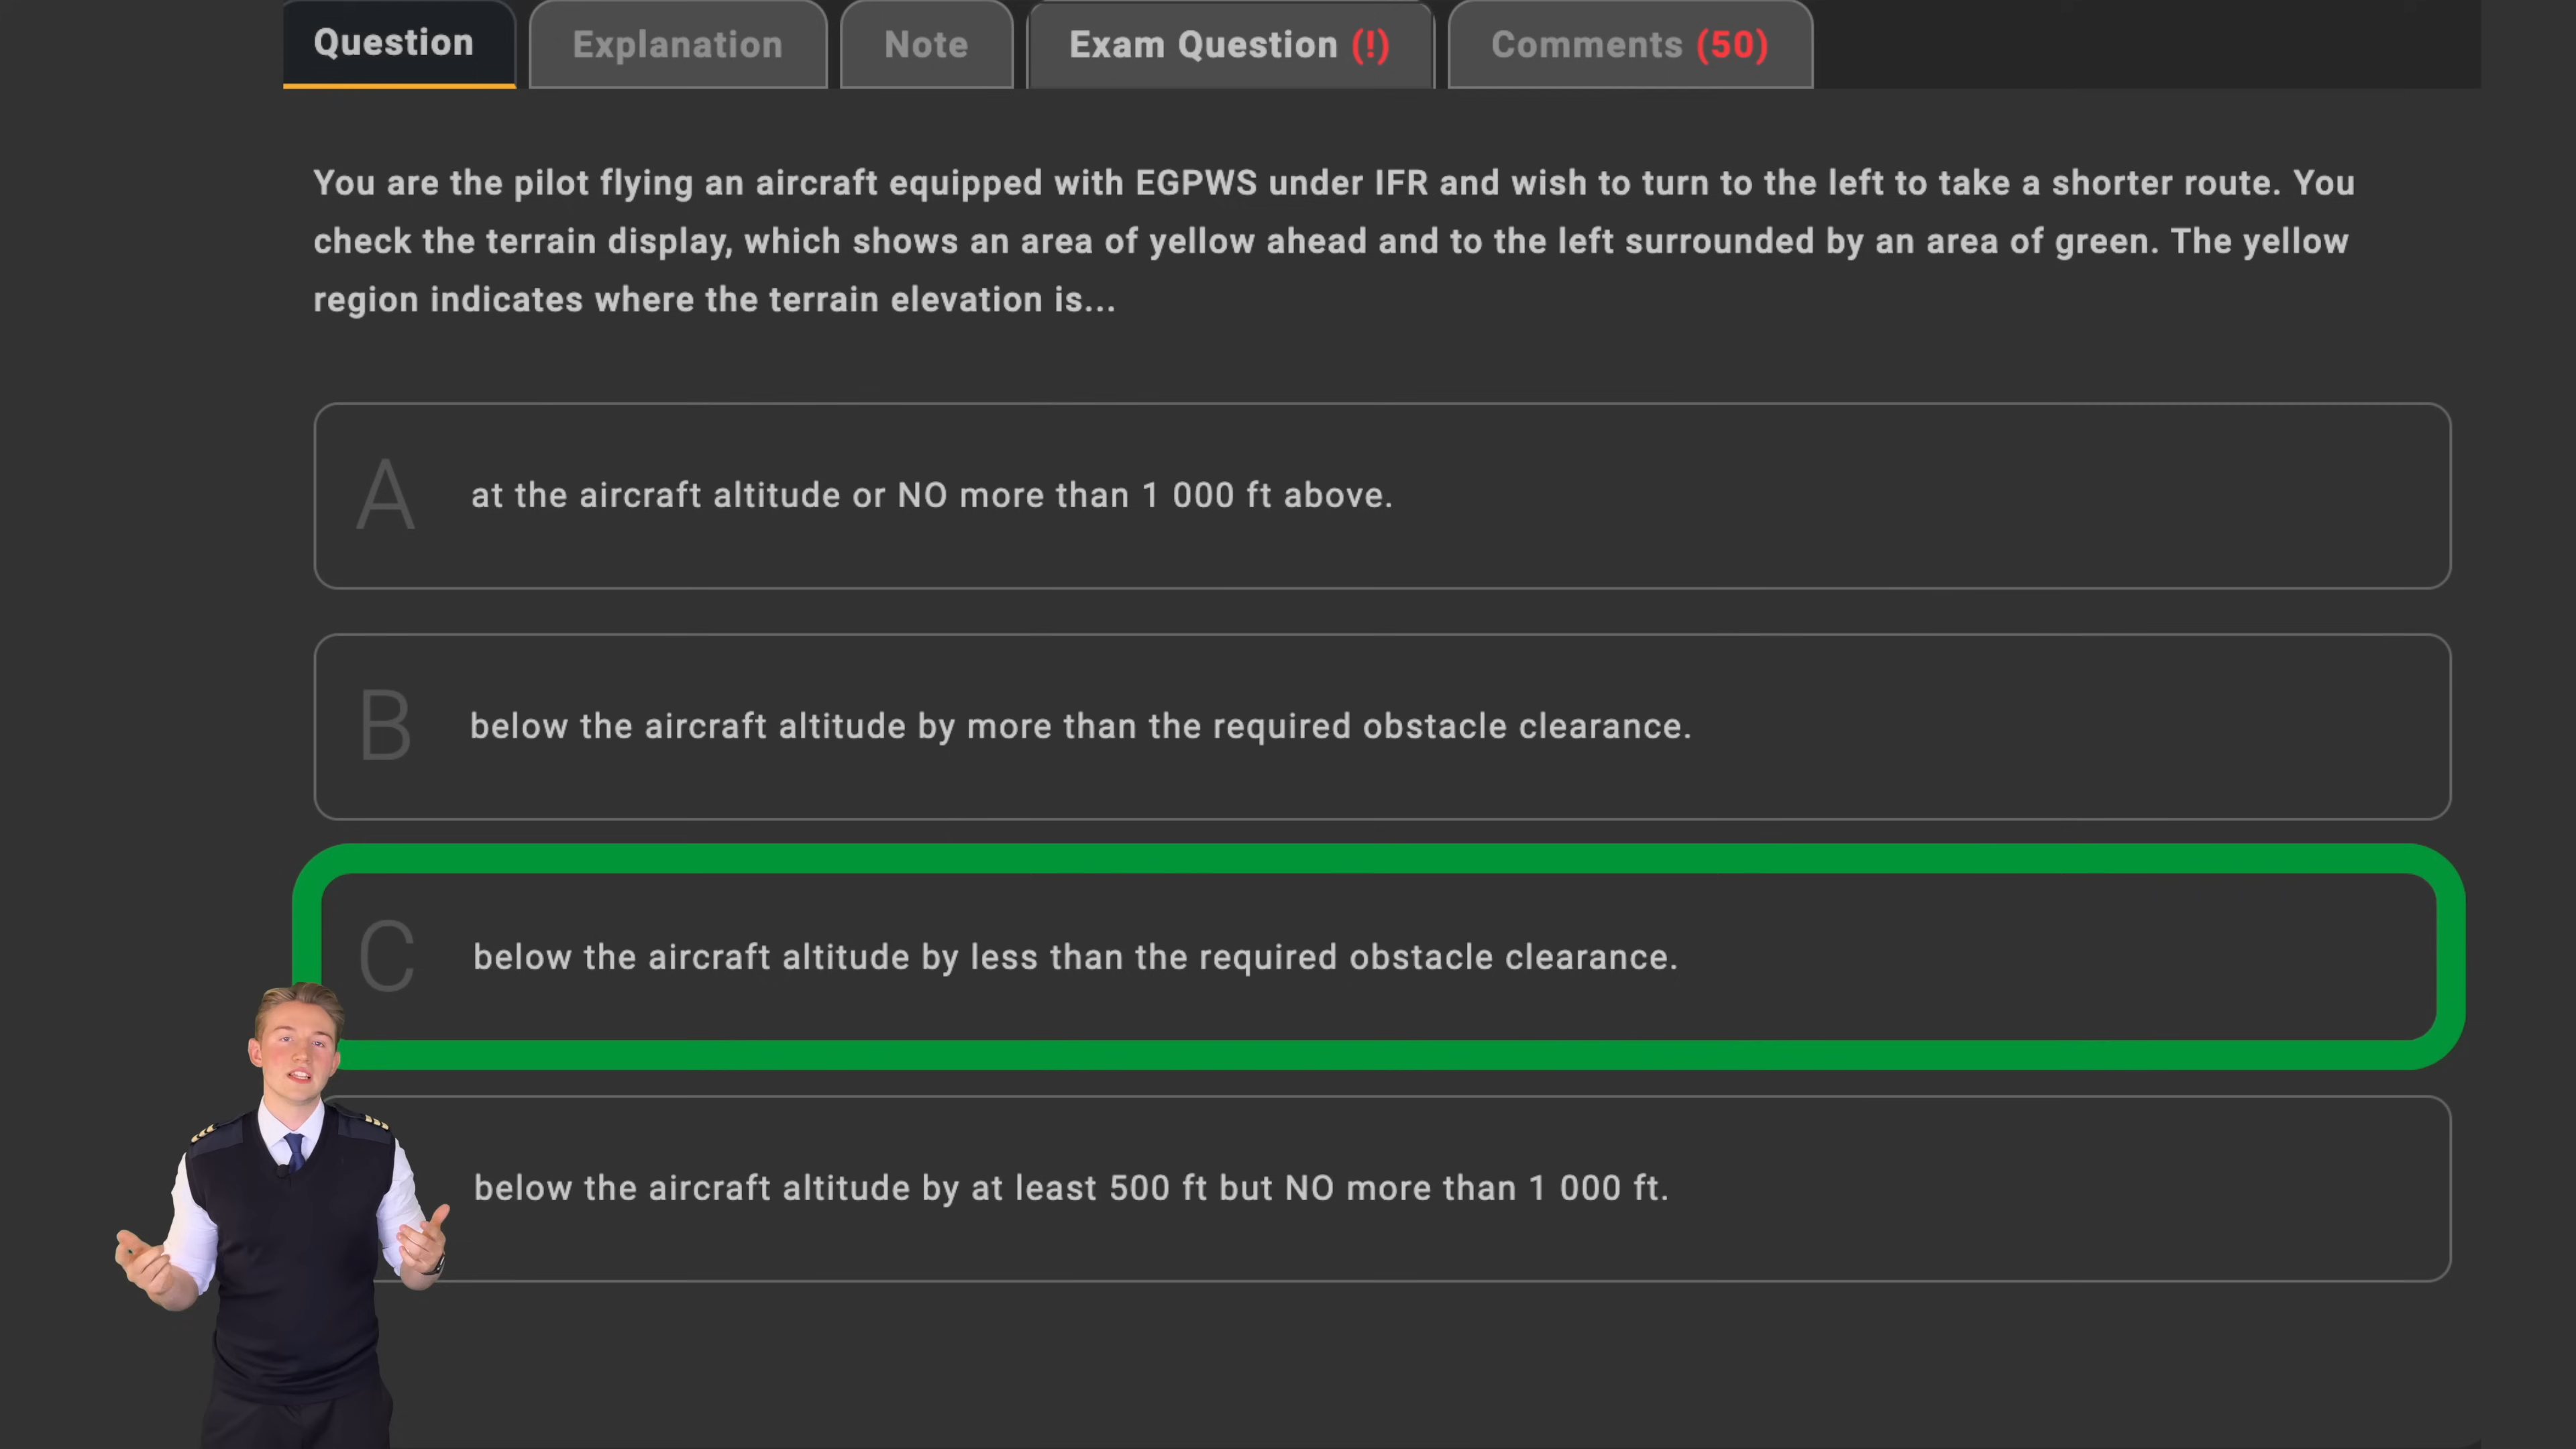 Question
Explanation
Note
Exam Question (!)
Comments (50)
You are the pilot flying an aircraft equipped with EGPWS under IFR and wish to turn to the left to take a shorter route. You
check the terrain display, which shows an area of yellow ahead and to the left surrounded by an area of green. The yellow
region indicates where the terrain elevation is...
A
at the aircraft altitude or NO more than 1 000 ft above.
B
below the aircraft altitude by more than the required obstacle clearance.
C
below the aircraft altitude by less than the required obstacle clearance.
below the aircraft altitude by at least 500 ft but NO more than 1 000 ft.